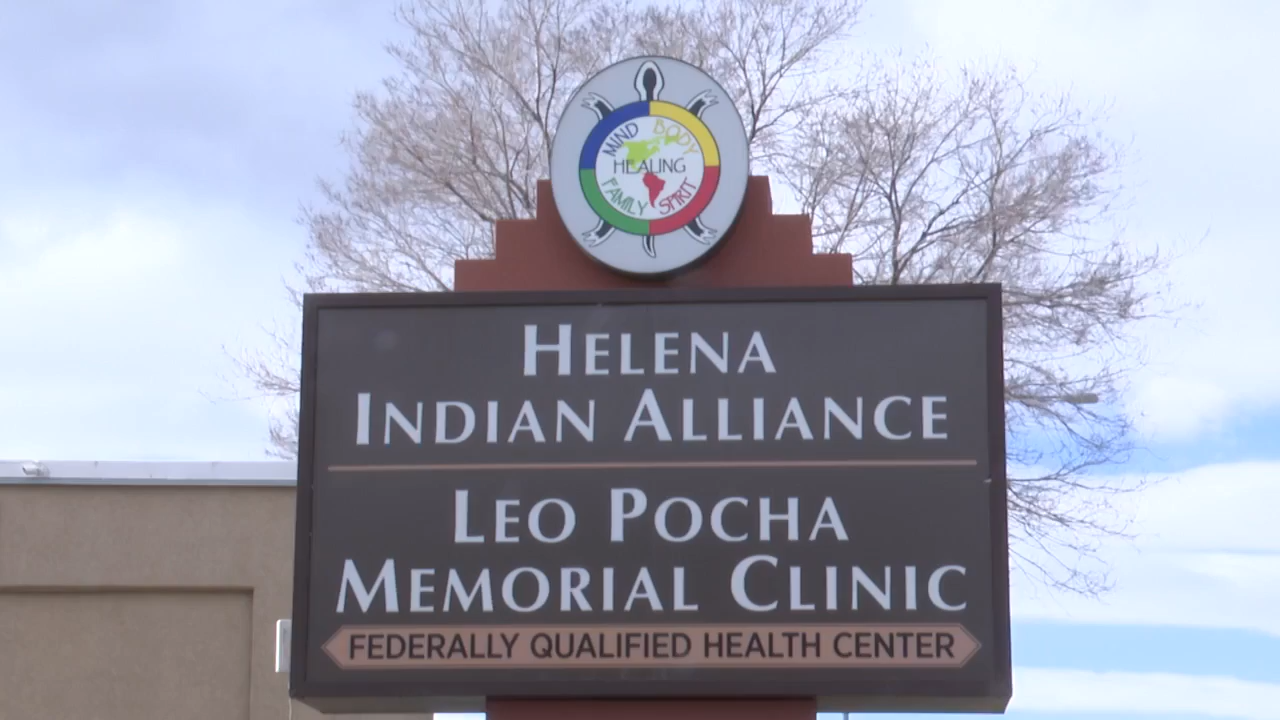 MIND BODY
HEALING
FAMILY SPIRIT
HELENA
INDIAN ALLIANCE
LEO POCHA
MEMORIAL CLINIC
FEDERALLY QUALIFIED HEALTH CENTER